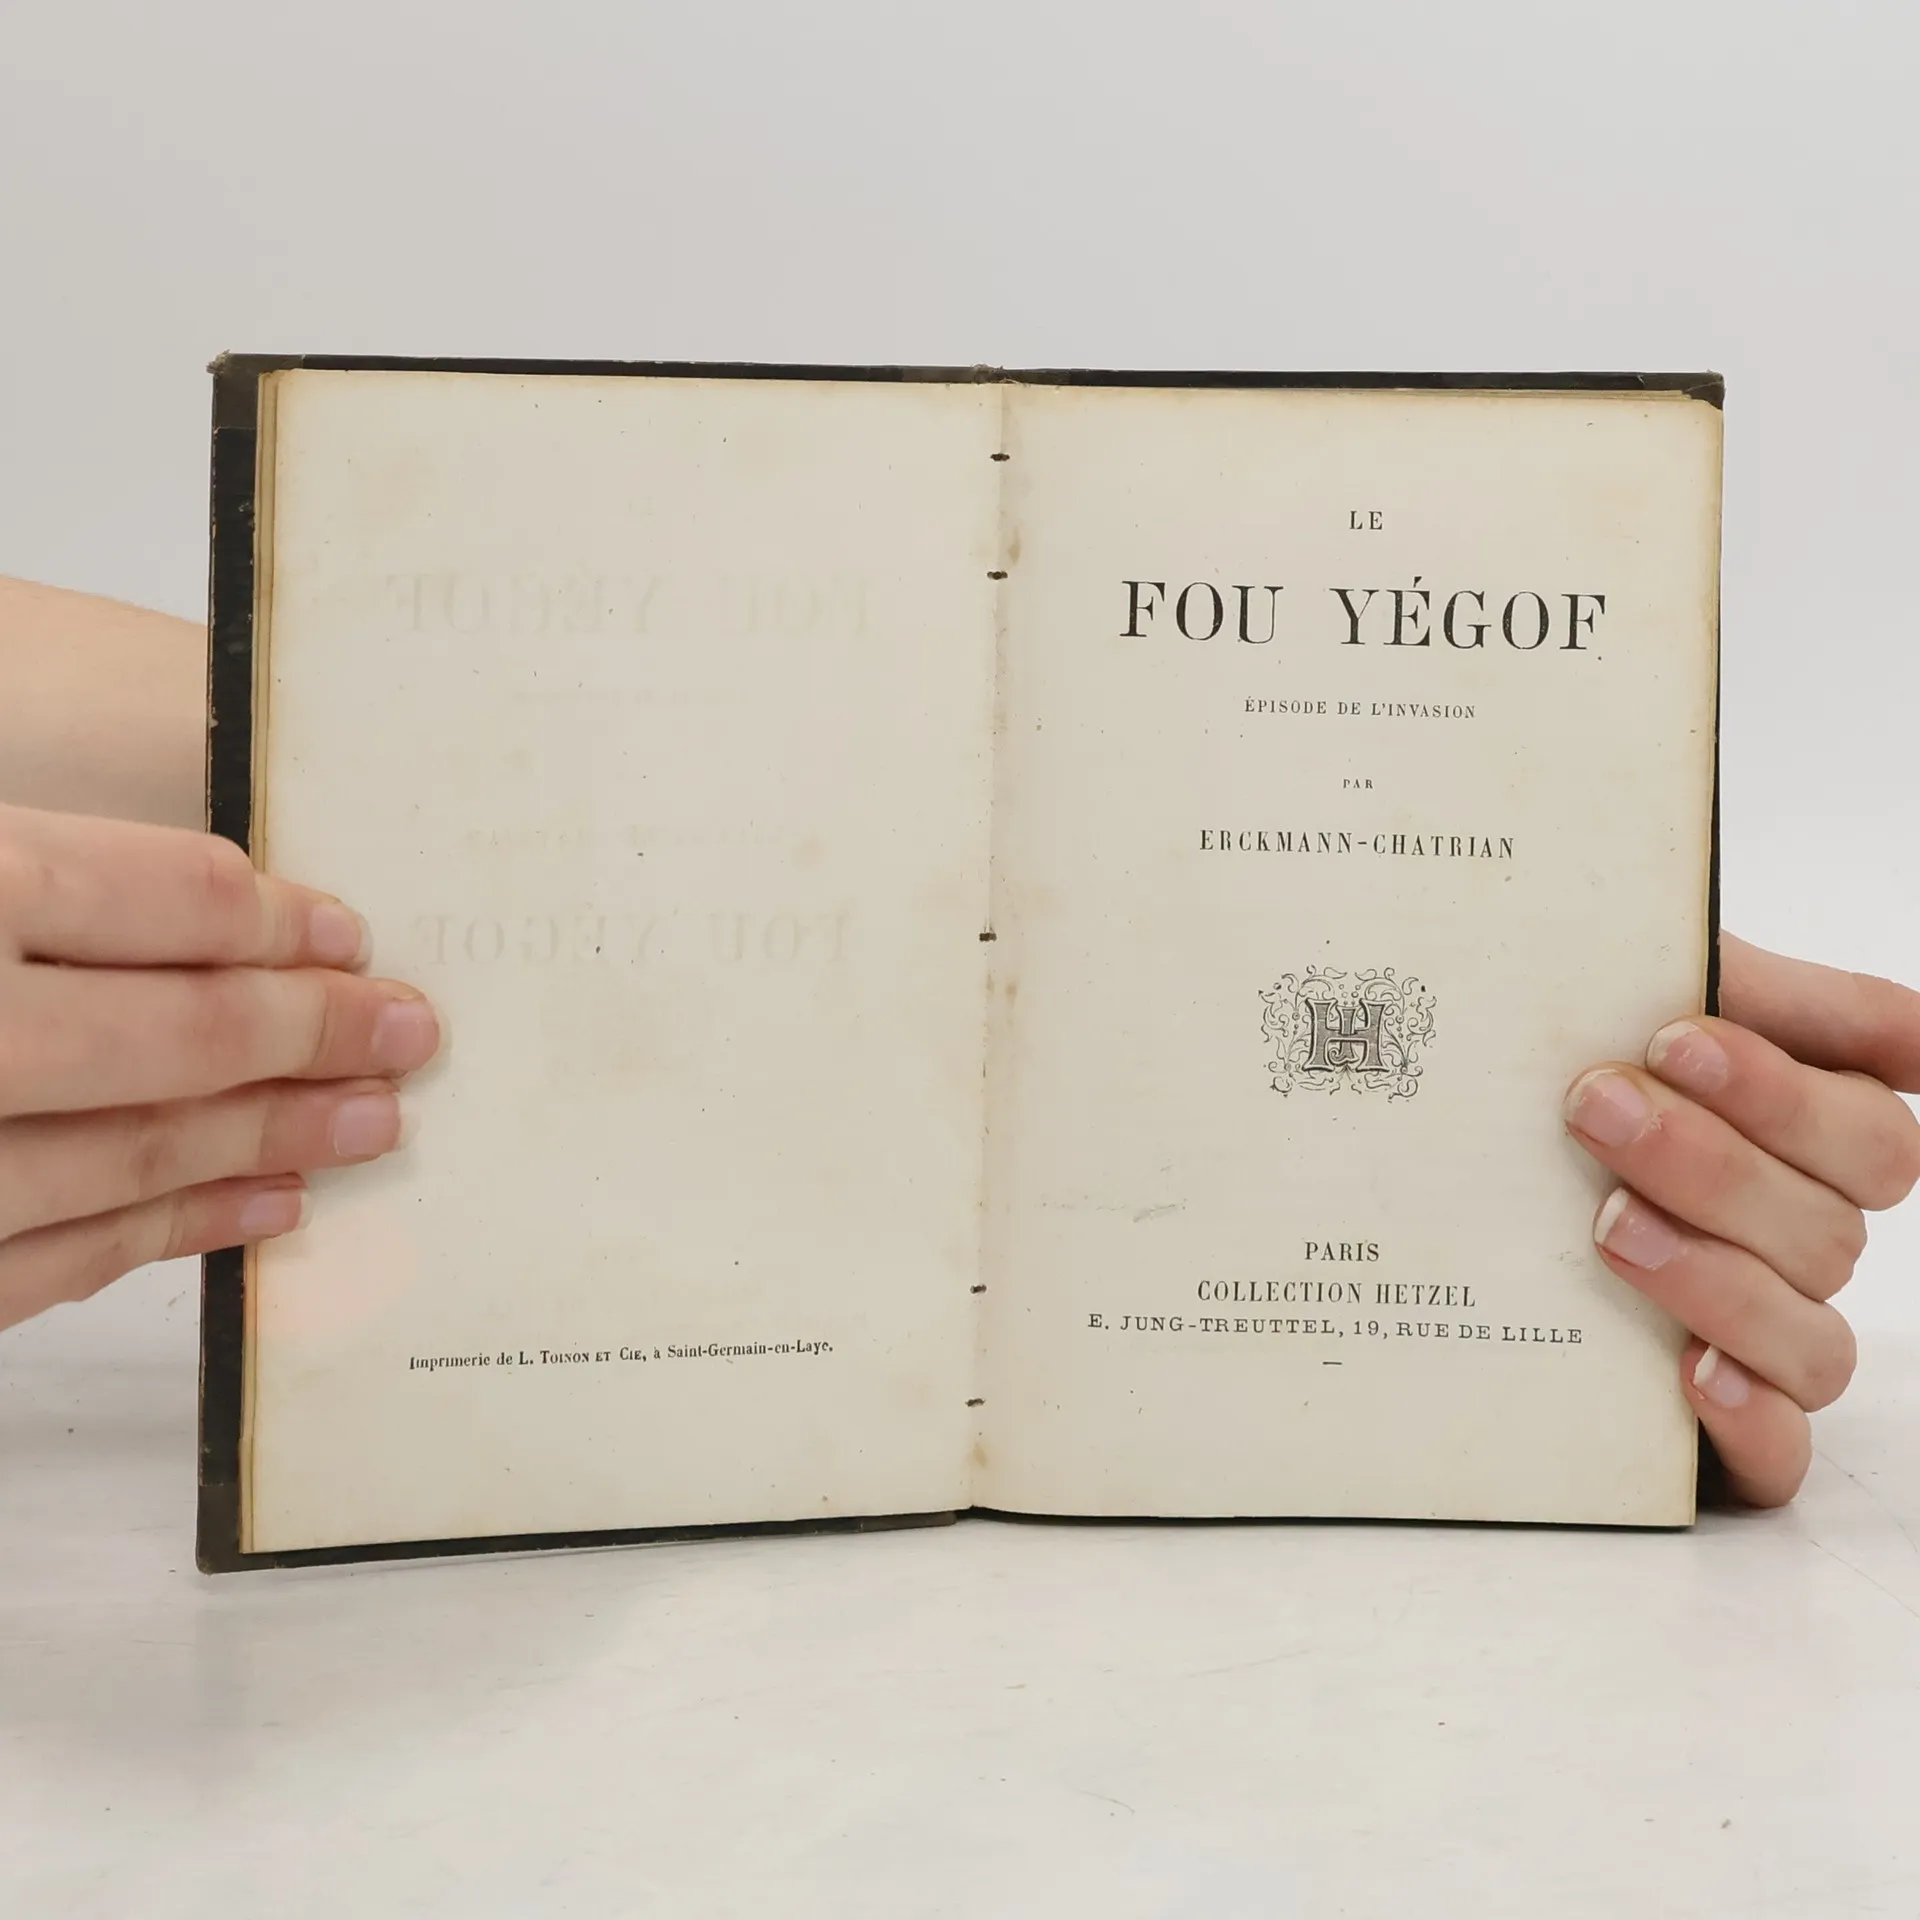 Imprimerie de L. TOINON ET CIE, à Saint-Germain-en-Laye.
LE
FOU YÉGOF
ÉPISODE DE L'INVASION
PAR
ERCKMANN-CHATRIAN
JH
PARIS
COLLECTION HETZEL
E. JUNG-TREUTTEL, 19, RUE DE LILLE